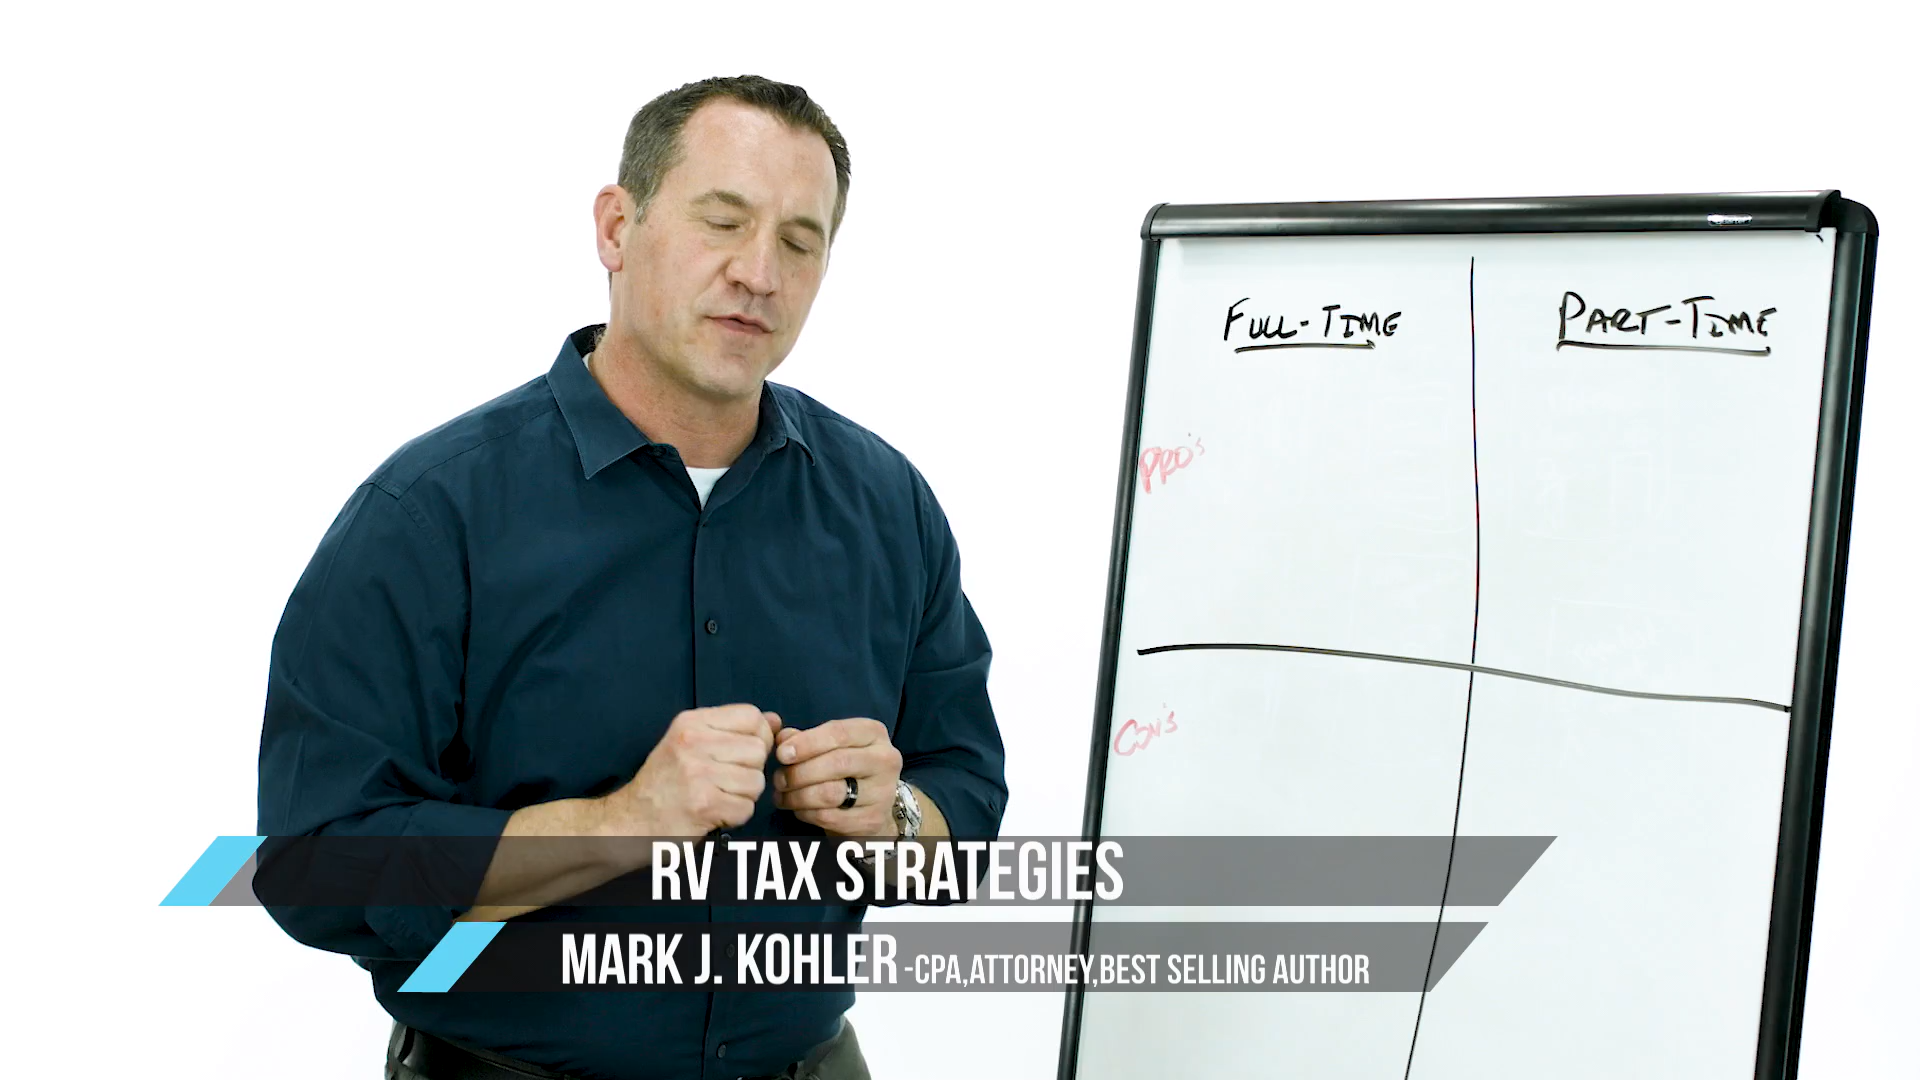 FULL-TIME
PART-TIME
PRO's
CON's
RV TAX STRATEGIES
MARK J. KOHLER -CPA,ATTORNEY,BEST SELLING AUTHOR